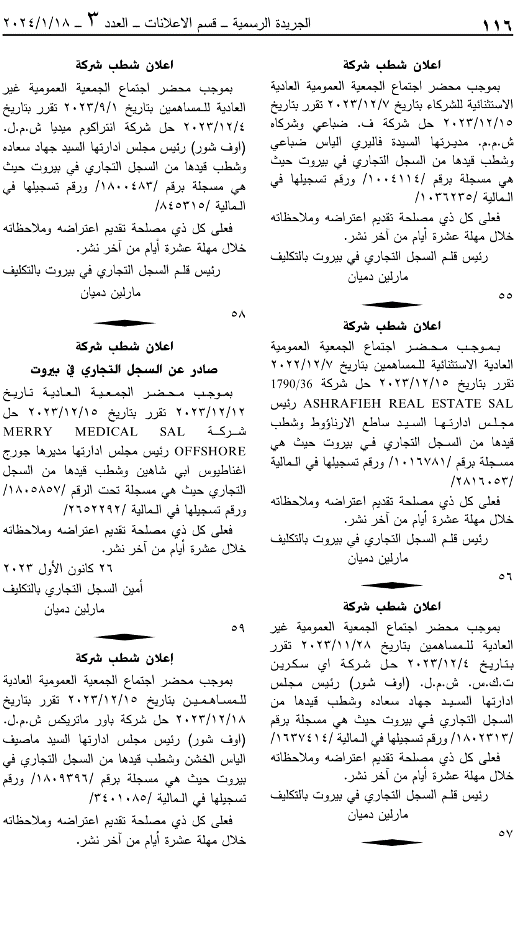 ١١٦
الجريدة الرسمية ــ قسم الاعلانات ــ العدد ٣ ــ ٢٠٢٤/١/١٨
اعلان شطب شركة
بموجب محضر اجتماع الجمعية العمومية العادية
الاستثنائية للشركاء بتاريخ ٢٠٢٣/١٢/٧ تقرر بتاريخ
٢٠٢٣/١٢/١٥ حل شركة ف. ضباعي وشركاه
ش.م.م. مديرتها السيدة فاليري الياس ضباعي
وشطب قيدها من السجل التجاري في بيروت حيث
هي مسجلة برقم /١٠٠٤١١٤/ ورقم تسجيلها في
المالية /١٠٣٦٢٣٥/
فعلى كل ذي مصلحة تقديم اعتراضه وملاحظاته
خلال مهلة عشرة أيام من آخر نشر.
رئيس قلم السجل التجاري في بيروت بالتكليف
مارلين دميان
٥٥
اعلان شطب شركة
بموجب محضر اجتماع الجمعية العمومية
العادية الاستثنائية للمساهمين بتاريخ ٢٠٢٢/١٢/٧
تقرر بتاريخ ٢٠٢٣/١٢/١٥ حل شركة 1790/36
ASHRAFIEH REAL ESTATE SAL رئيس
مجلس ادارتها السيد ساطع الارناؤوط وشطب
قيدها من السجل التجاري في بيروت حيث هي
مسجلة برقم /١٠١٦٧٨١/ ورقم تسجيلها في المالية
/٢٨١٦٠٥٣/
فعلى كل ذي مصلحة تقديم اعتراضه وملاحظاته
خلال مهلة عشرة أيام من آخر نشر.
رئيس قلم السجل التجاري في بيروت بالتكليف
مارلين دميان
٥٦
اعلان شطب شركة
بموجب محضر اجتماع الجمعية العمومية غير
العادية للمساهمين بتاريخ ٢٠٢٣/١١/٢٨ تقرر
بتاريخ ٢٠٢٣/١٢/٤ حل شركة اي سكرين
ت.ك.س. ش.م.ل. (اوف شور) رئيس مجلس
ادارتها السيد جهاد سعاده وشطب قيدها من
السجل التجاري في بيروت حيث هي مسجلة برقم
/١٨٠٢٣١٣/ ورقم تسجيلها في المالية /١٦٣٧٤١٤/
فعلى كل ذي مصلحة تقديم اعتراضه وملاحظاته
خلال مهلة عشرة أيام من آخر نشر.
رئيس قلم السجل التجاري في بيروت بالتكليف
مارلين دميان
٥٧
اعلان شطب شركة
بموجب محضر اجتماع الجمعية العمومية غير
العادية للمساهمين بتاريخ ٢٠٢٣/٩/١ تقرر بتاريخ
٢٠٢٣/١٢/٤ حل شركة انتراكوم ميديا ش.م.ل.
(اوف شور) رئيس مجلس ادارتها السيد جهاد سعاده
وشطب قيدها من السجل التجاري في بيروت حيث
هي مسجلة برقم /١٨٠٠٤٨٣/ ورقم تسجيلها في
المالية /٨٤٥٣١٥/
فعلى كل ذي مصلحة تقديم اعتراضه وملاحظاته
خلال مهلة عشرة أيام من آخر نشر.
رئيس قلم السجل التجاري في بيروت بالتكليف
مارلين دميان
٥٨
اعلان شطب شركة
صادر عن السجل التجاري في بيروت
بموجب محضر الجمعية العادية تاريخ
٢٠٢٣/١٢/١٢ تقرر بتاريخ ٢٠٢٣/١٢/١٥ حل
شركة MERRY MEDICAL SAL
OFFSHORE رئيس مجلس ادارتها مديرها جورج
اغناطيوس أبي شاهين وشطب قيدها من السجل
التجاري حيث هي مسجلة تحت الرقم /١٨٠٥٨٥٧/
ورقم تسجيلها في المالية /٢٦٥٢٢٩٢/
فعلى كل ذي مصلحة تقديم اعتراضه وملاحظاته
خلال عشرة أيام من آخر نشر.
٢٦ كانون الأول ٢٠٢٣
أمين السجل التجاري بالتكليف
مارلين دميان
٥٩
إعلان شطب شركة
بموجب محضر اجتماع الجمعية العمومية العادية
للمساهمين بتاريخ ٢٠٢٣/١٢/١٥ تقرر بتاريخ
٢٠٢٣/١٢/١٨ حل شركة باور ماتريكس ش.م.ل.
(اوف شور) رئيس مجلس ادارتها السيد ماصيف
الياس الخشن وشطب قيدها من السجل التجاري في
بيروت حيث هي مسجلة برقم /١٨٠٩٣٩٦/ ورقم
تسجيلها في المالية /٣٤٠١٠٨٥/
فعلى كل ذي مصلحة تقديم اعتراضه وملاحظاته
خلال مهلة عشرة أيام من آخر نشر.